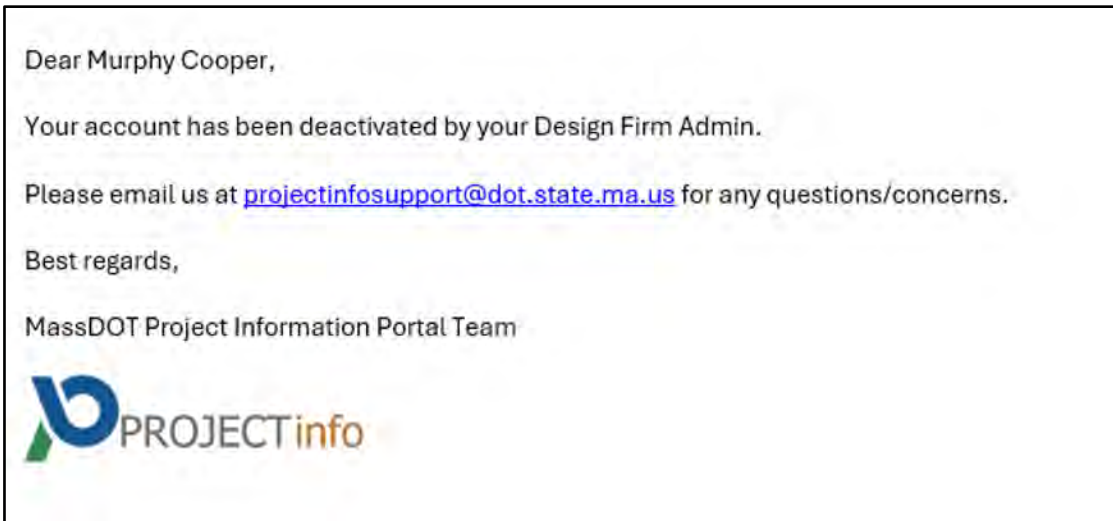 Dear Murphy Cooper,
Your account has been deactivated by your Design Firm Admin.
Please email us at projectinfosupport@dot.state.ma.us for any questions/concerns.
Best regards,
MassDOT Project Information Portal Team
PROJECTinfo